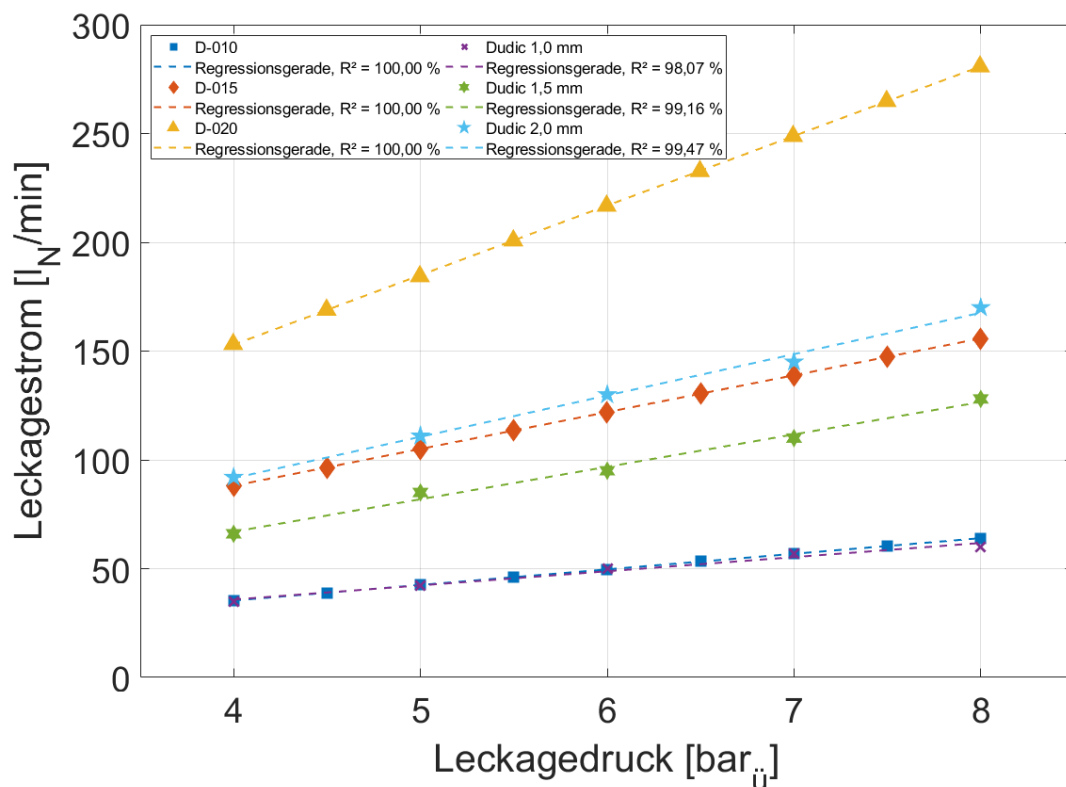 300
250
200
150
100
50
0
Leckagestrom [l_N/min]
D-010
Regressionsgerade, R² = 100,00 %
D-015
Regressionsgerade, R² = 100,00 %
D-020
Regressionsgerade, R² = 100,00 %
Dudic 1,0 mm
Regressionsgerade, R² = 98,07 %
Dudic 1,5 mm
Regressionsgerade, R² = 99,16 %
Dudic 2,0 mm
Regressionsgerade, R² = 99,47 %
4
5
6
7
8
Leckagedruck [bar_ü]